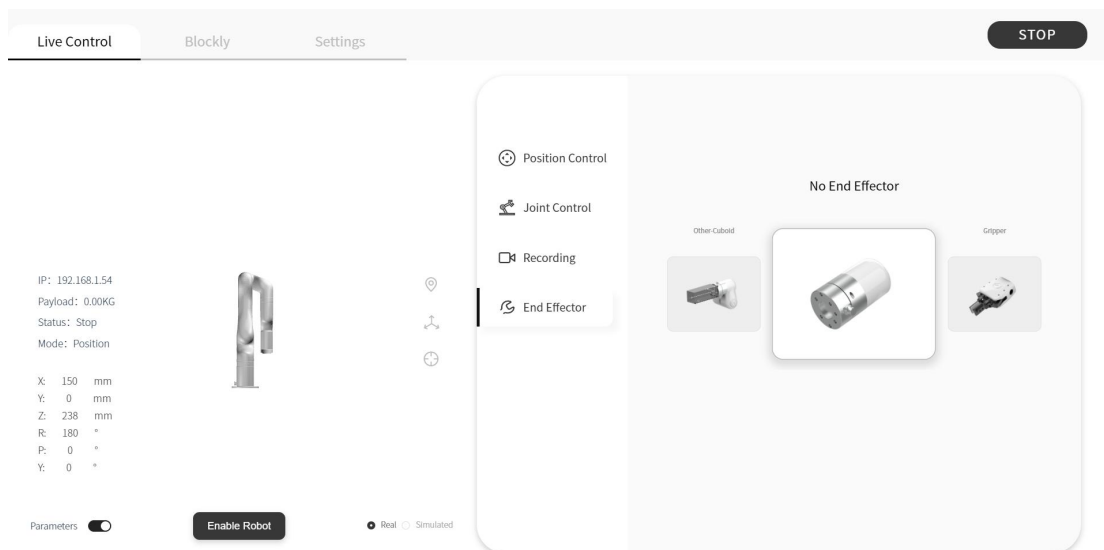 Live Control
Blockly
Settings
STOP
IP: 192.168.1.54
Payload: 0.00KG
Status: Stop
Mode: Position
X: 150 mm
Y: 0 mm
Z: 238 mm
R: 180 °
P: 0 °
Y: 0 °
Parameters
Enable Robot
Real
Simulated
Position Control
Joint Control
Recording
End Effector
No End Effector
Other-Cuboid
Gripper